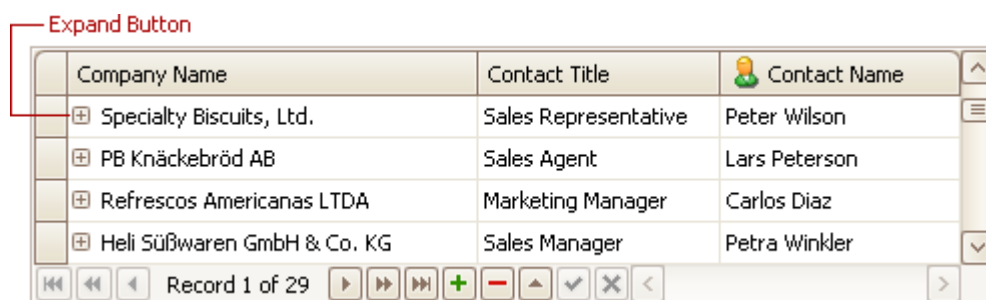 Expand Button
Company Name Contact Title Contact Name
Specialty Biscuits, Ltd. Sales Representative Peter Wilson
PB Knäckebröd AB Sales Agent Lars Peterson
Refrescos Americanas LTDA Marketing Manager Carlos Diaz
Heli Süßwaren GmbH & Co. KG Sales Manager Petra Winkler
Record 1 of 29